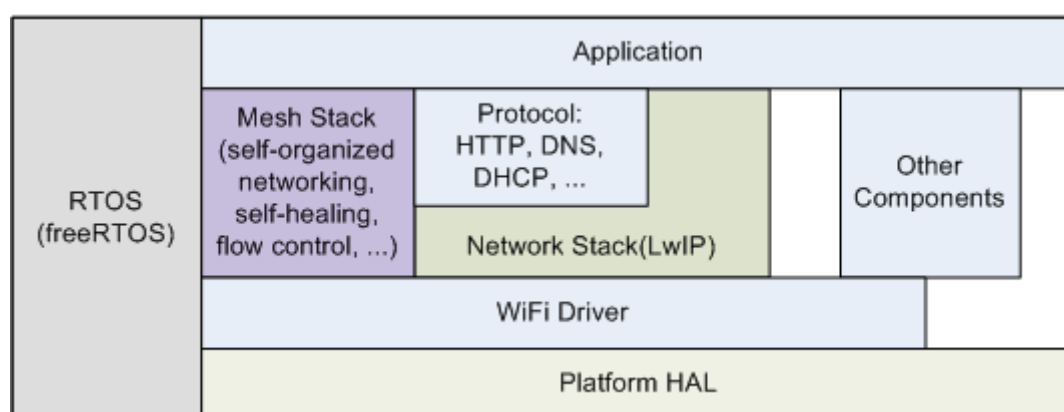 RTOS
(freeRTOS)
Application
Mesh Stack
(self-organized
networking,
self-healing,
flow control, ...)
Protocol:
HTTP, DNS,
DHCP, ...
Network Stack(LwIP)
Other
Components
WiFi Driver
Platform HAL